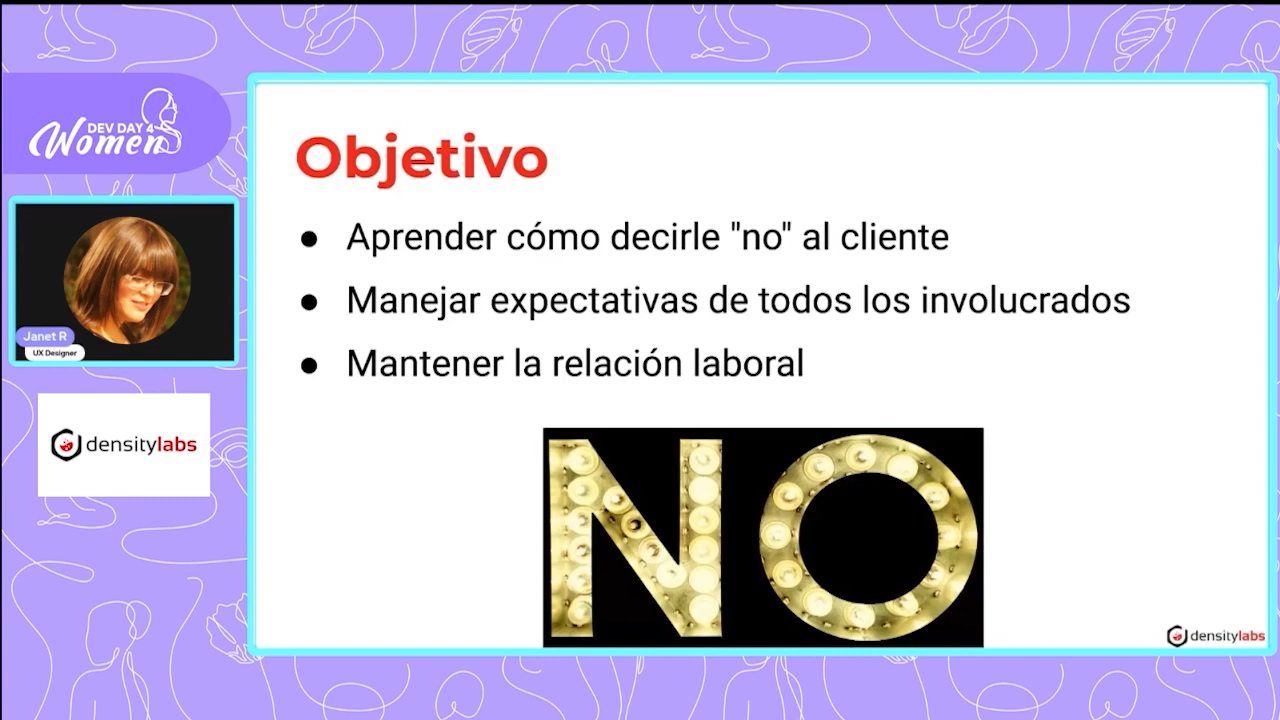 DEV DAY 4
Women
Janet R
UX Designer
densitylabs
Objetivo
● Aprender cómo decirle "no" al cliente
● Manejar expectativas de todos los involucrados
● Mantener la relación laboral
NO
densitylabs